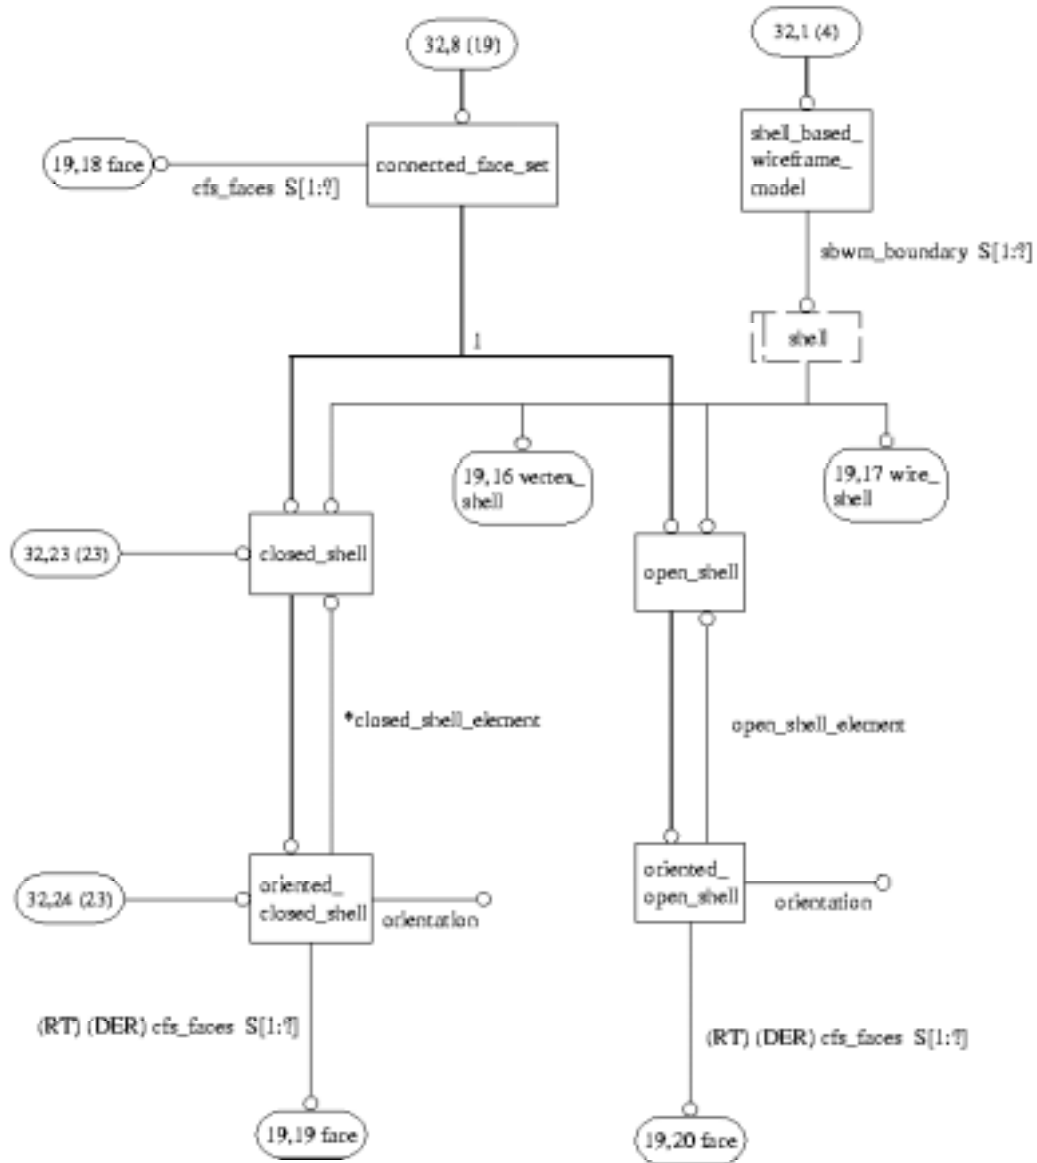 32,8 (19)
32,1 (4)
shell_based_
wireframe_
model
19,18 face
connected_face_set
cfs_faces S[1:?]
sbwm_boundary S[1:?]
1
shell
19,16 vertex_
shell
19,17 wire_
shell
32,23 (23)
closed_shell
open_shell
*closed_shell_element
open_shell_element
32,24 (23)
oriented_
closed_shell
orientation
oriented_
open_shell
orientation
(RT) (DER) cfs_faces S[1:?]
(RT) (DER) cfs_faces S[1:?]
19,19 face
19,20 face